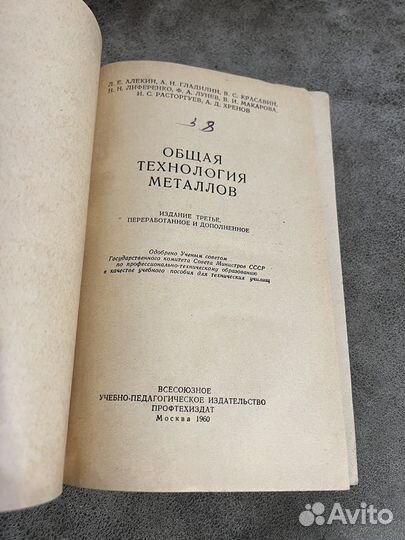 Л. Е. АЛЕКИН, А. Н. ГЛАДИЛИН, В. С. КРАСАВИН,
Н. Н. ЛИФЕРЕНКО, Ф. А. ЛУНЕВ, В. И. МАКАРОВА,
И. С. РАСТОРГУЕВ, А. Д. ХРЕНОВ
8
ОБЩАЯ
ТЕХНОЛОГИЯ
МЕТАЛЛОВ
ИЗДАНИЕ ТРЕТЬЕ,
ПЕРЕРАБОТАННОЕ И ДОПОЛНЕННОЕ
Одобрено Ученым советом
Государственного комитета Совета Министров СССР
по профессионально-техническому образованию
в качестве учебного пособия для технических училищ
ВСЕСОЮЗНОЕ
УЧЕБНО-ПЕДАГОГИЧЕСКОЕ ИЗДАТЕЛЬСТВО
ПРОФТЕХИЗДАТ
Москва 1960
Avito